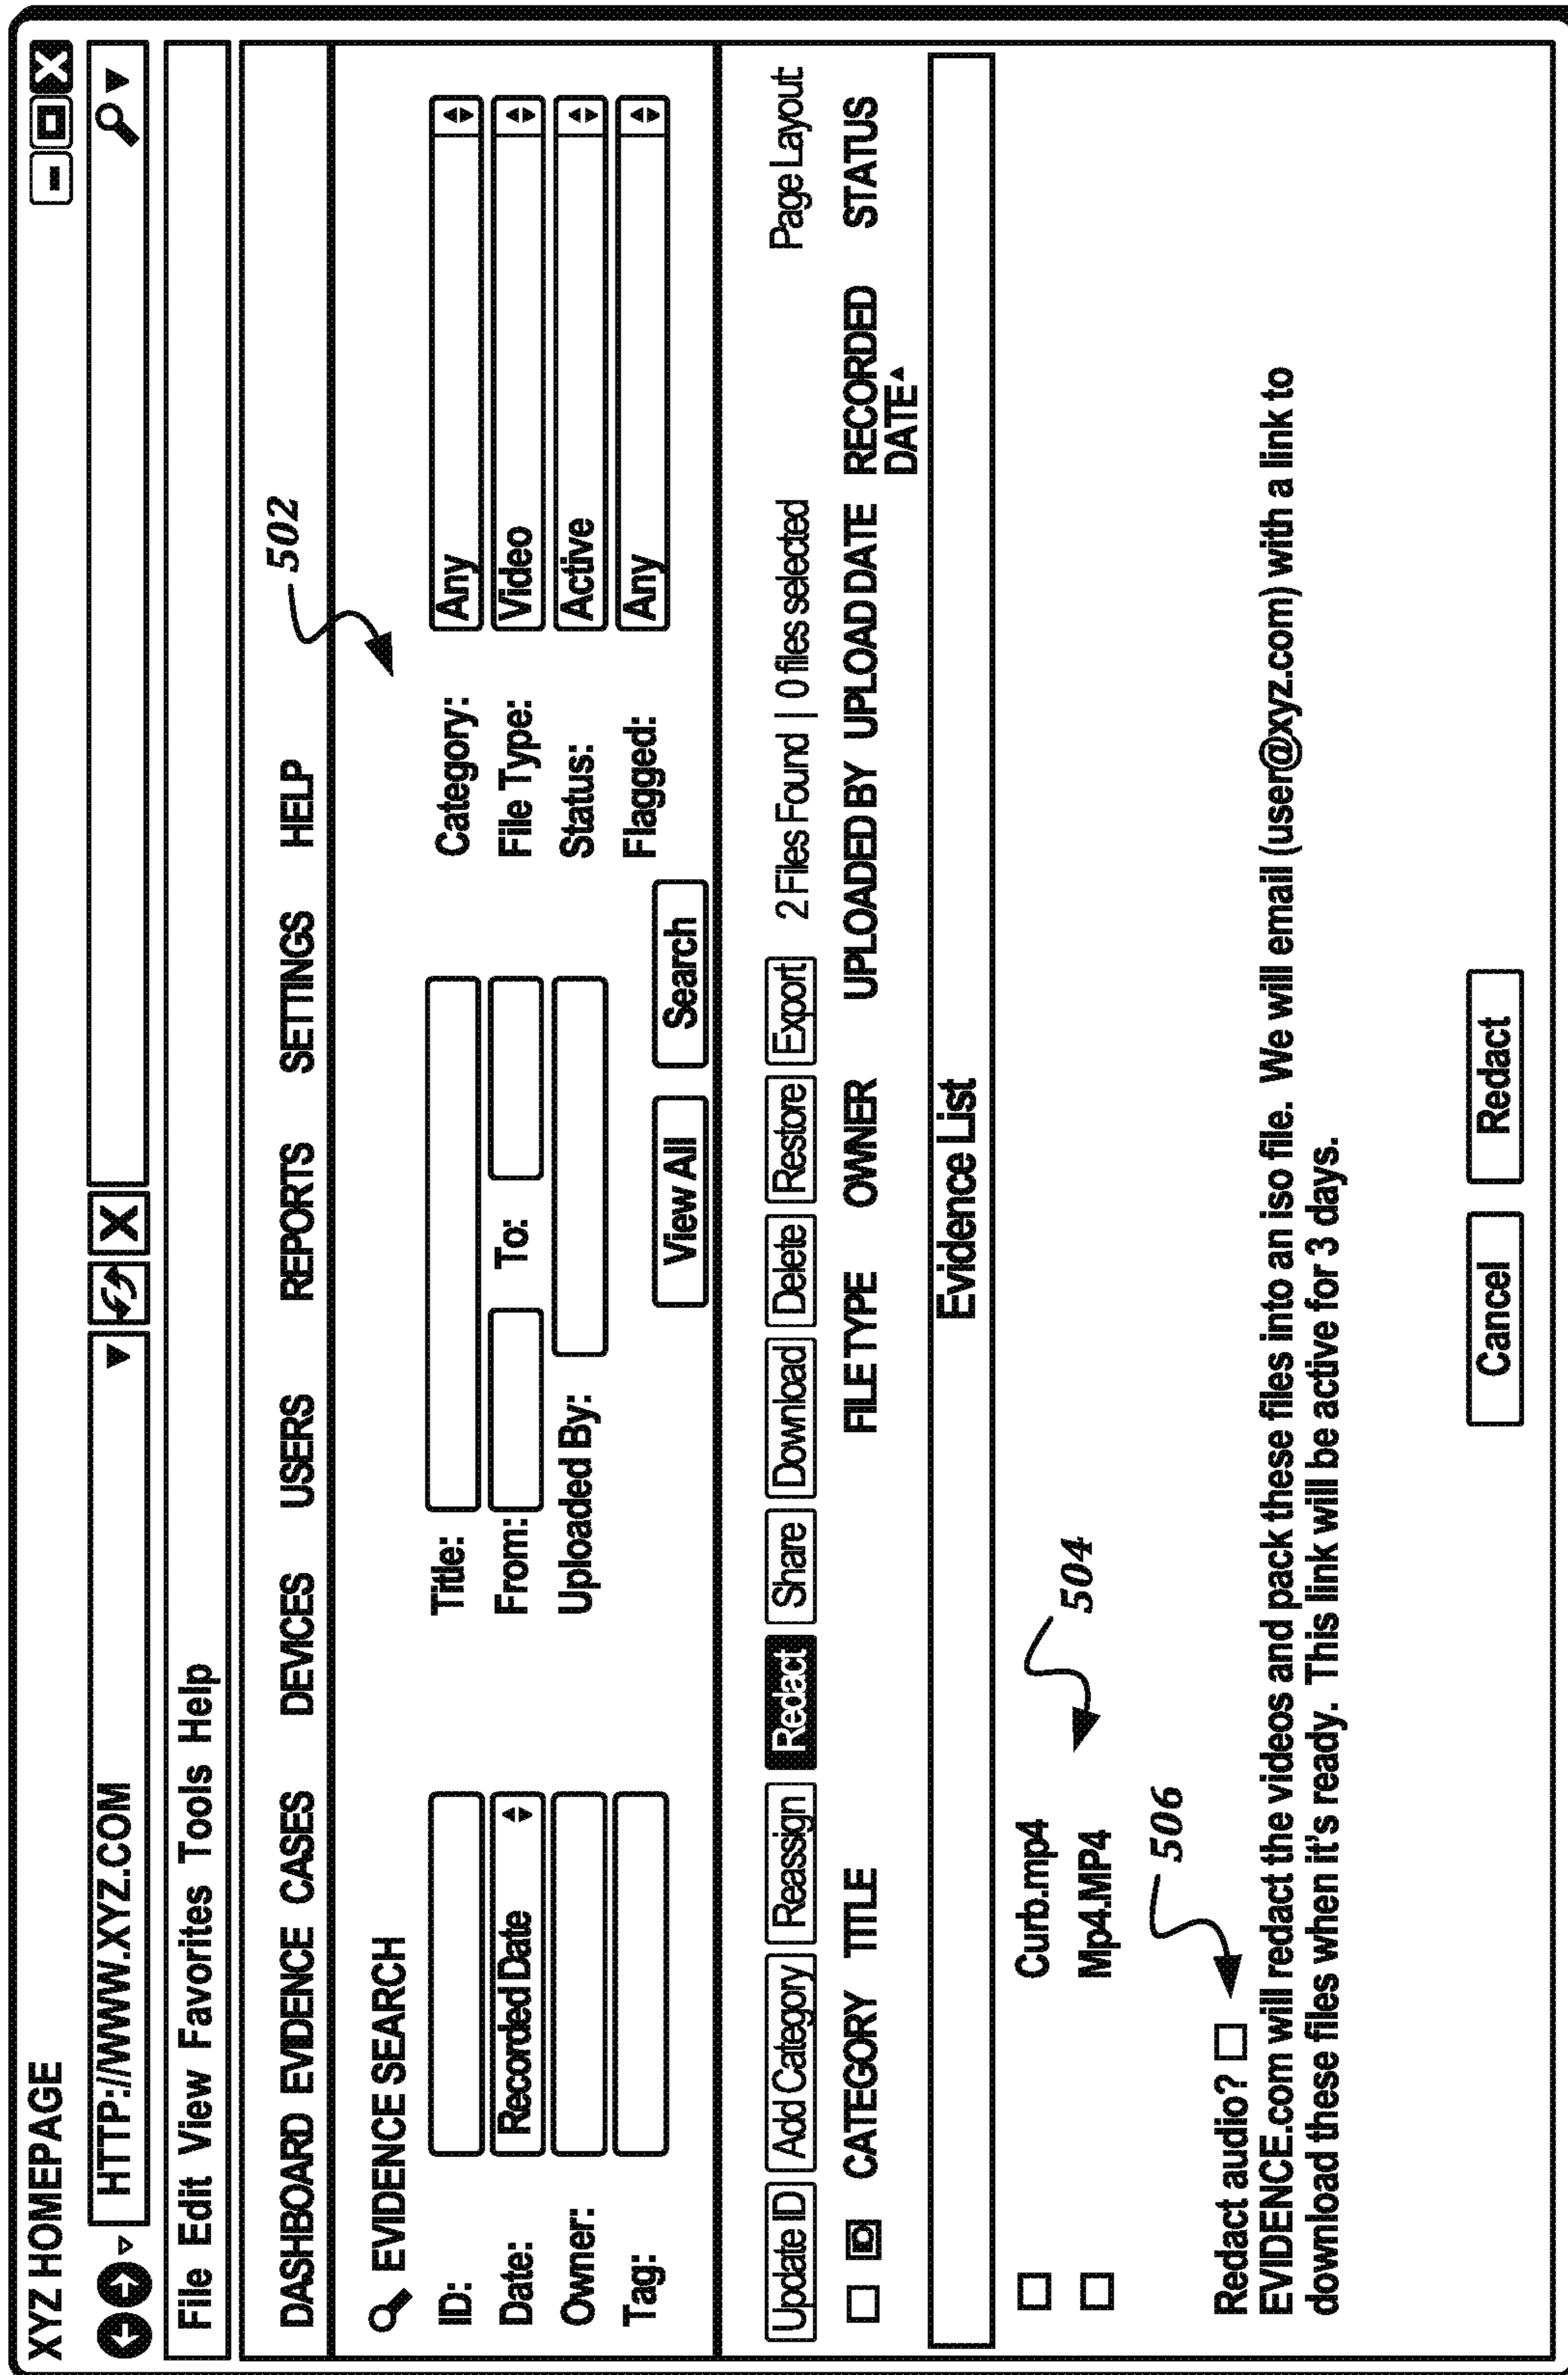 XYZ HOMEPAGE
HTTP://WWW.XYZ.COM
File Edit View Favorites Tools Help
DASHBOARD EVIDENCE CASES DEVICES USERS REPORTS SETTINGS HELP
502
EVIDENCE SEARCH
ID: Title: Category: Any
Date: Recorded Date From: To: File Type: Video
Owner: Uploaded By: Status: Active
Tag: Flagged: Any
View All Search
Update ID Add Category Reassign Redact Share Download Delete Restore Export 2 Files Found | 0 files selected Page Layout:
ID CATEGORY TITLE FILE TYPE OWNER UPLOADED BY UPLOAD DATE RECORDED DATE STATUS
Evidence List
Curb.mp4
504
Mp4.MP4
506
Redact audio?
EVIDENCE.com will redact the videos and pack these files into an iso file. We will email (user@xyz.com) with a link to
download these files when it's ready. This link will be active for 3 days.
Cancel Redact